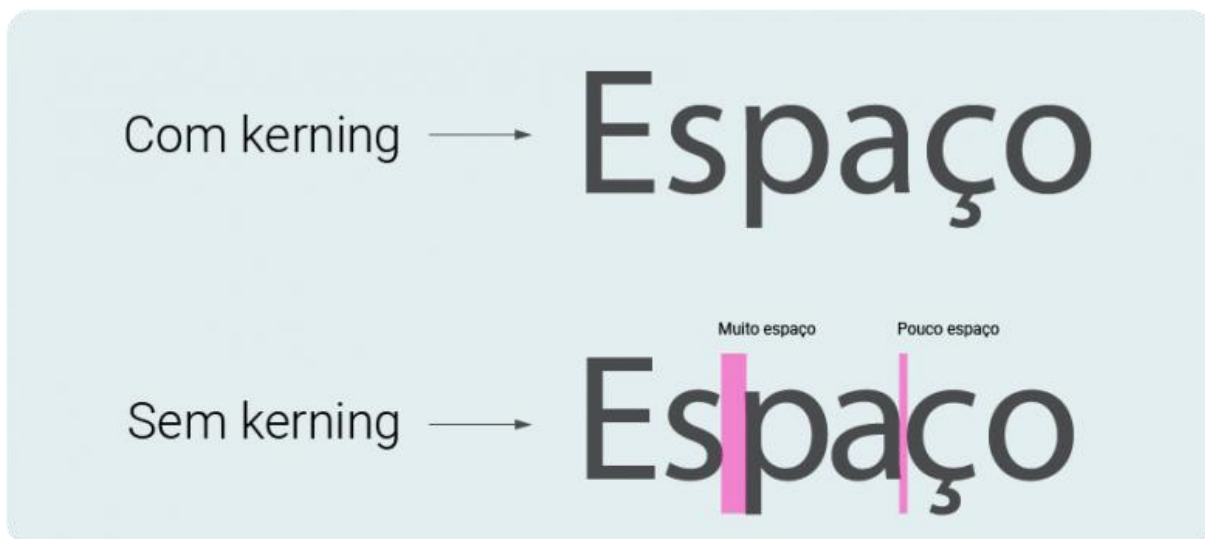 Com kerning
Espaço
Muito espaço
Pouco espaço
Sem kerning
Espaço